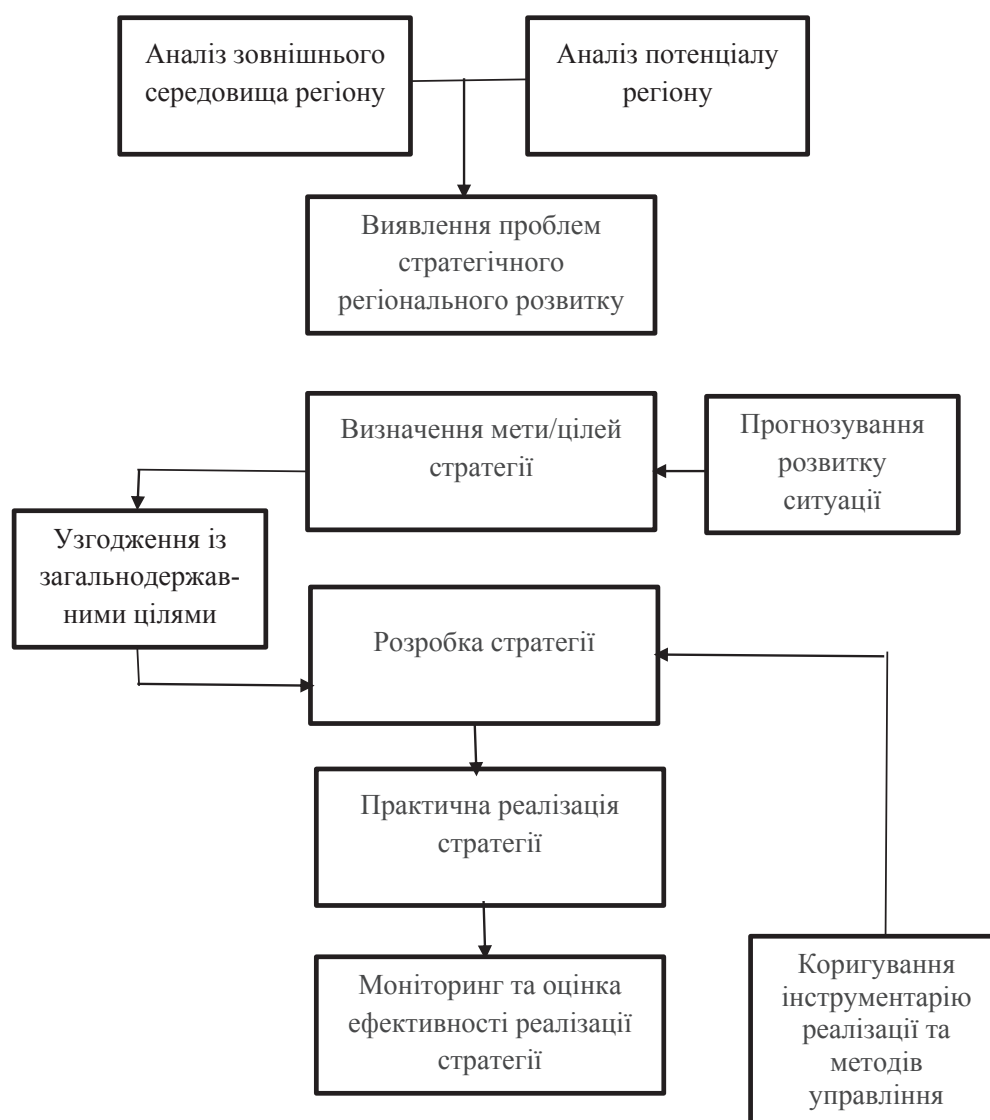 Аналіз зовнішнього
середовища регіону
Аналіз потенціалу
регіону
Виявлення проблем
стратегічного
регіонального розвитку
Визначення мети/цілей
стратегії
Прогнозування
розвитку
ситуації
Узгодження із
загальнодержав-
ними цілями
Розробка стратегії
Практична реалізація
стратегії
Моніторинг та оцінка
ефективності реалізації
стратегії
Коригування
інструментарію
реалізації та
методів
управління